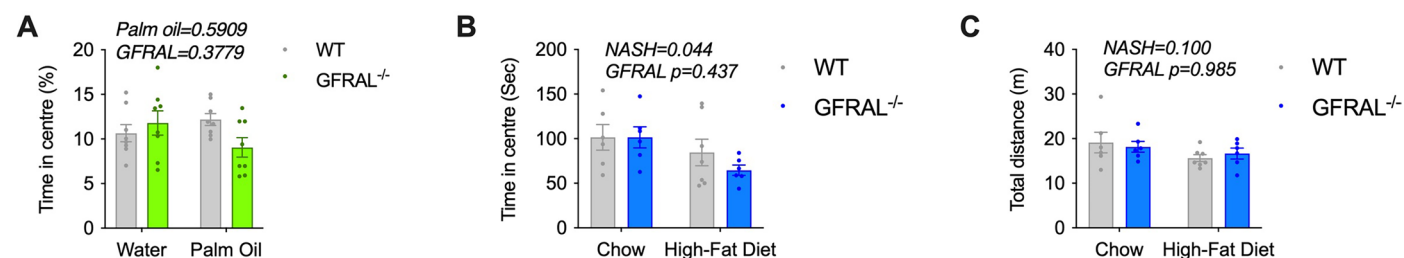 A
Palm oil=0.5909
GFRAL=0.3779
Time in centre (%)
20
15
10
5
0
Water Palm Oil
WT
GFRAL-/-
B
NASH=0.044
GFRAL p=0.437
Time in centre (Sec)
200
150
100
50
0
Chow High-Fat Diet
WT
GFRAL-/-
C
NASH=0.100
GFRAL p=0.985
Total distance (m)
40
30
20
10
0
Chow High-Fat Diet
WT
GFRAL-/-